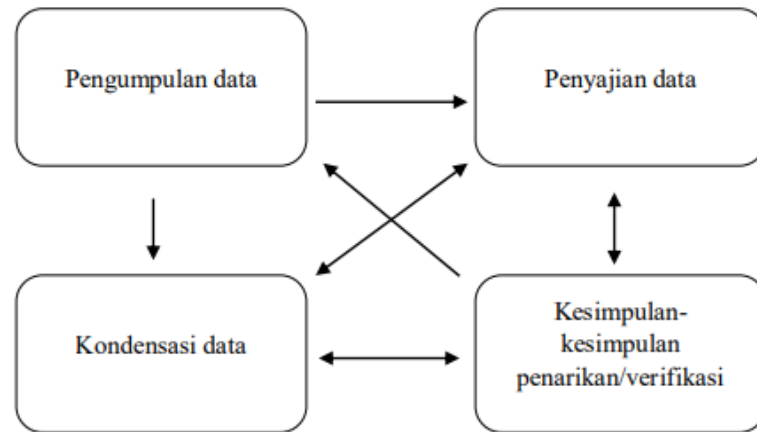 Pengumpulan data
Penyajian data
Kondensasi data
Kesimpulan-
kesimpulan
penarikan/verifikasi